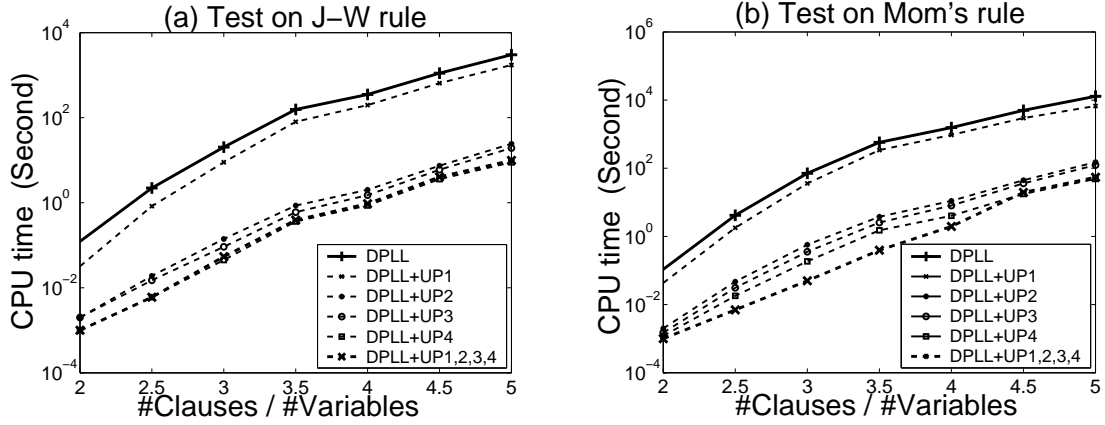 (a) Test on J−W rule
10^4
10^2
10^0
10^−2
10^−4
CPU time (Second)
2 2.5 3 3.5 4 4.5 5
#Clauses / #Variables
DPLL
DPLL+UP1
DPLL+UP2
DPLL+UP3
DPLL+UP4
DPLL+UP1,2,3,4
(b) Test on Mom's rule
10^6
10^4
10^2
10^0
10^−2
10^−4
CPU time (Second)
2 2.5 3 3.5 4 4.5 5
#Clauses / #Variables
DPLL
DPLL+UP1
DPLL+UP2
DPLL+UP3
DPLL+UP4
DPLL+UP1,2,3,4